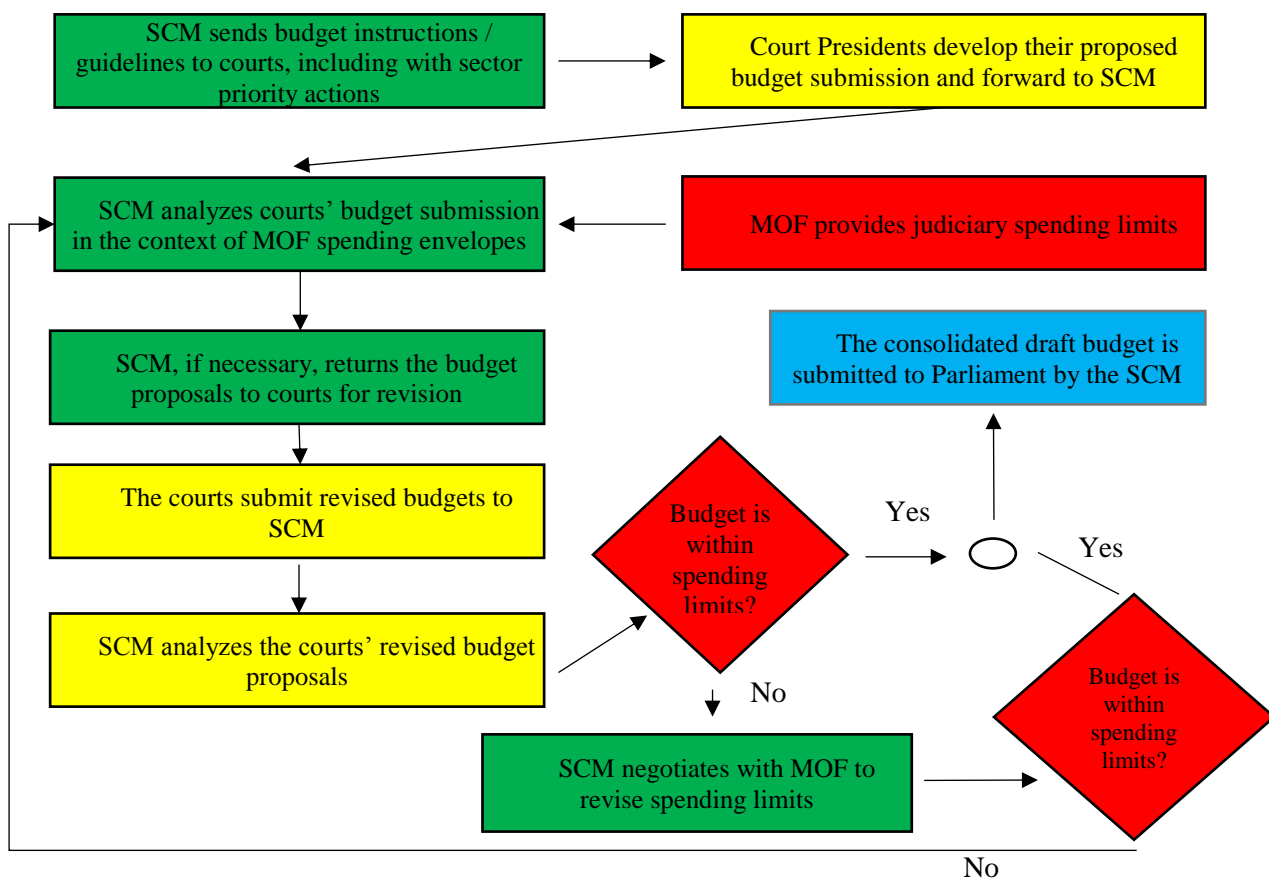 SCM sends budget instructions /
guidelines to courts, including with sector
priority actions
Court Presidents develop their proposed
budget submission and forward to SCM
SCM analyzes courts’ budget submission
in the context of MOF spending envelopes
MOF provides judiciary spending limits
SCM, if necessary, returns the budget
proposals to courts for revision
The consolidated draft budget is
submitted to Parliament by the SCM
The courts submit revised budgets to
SCM
Budget is
within
spending
limits?
Yes
Yes
SCM analyzes the courts’ revised budget
proposals
No
Budget is
within
spending
limits?
SCM negotiates with MOF to
revise spending limits
No